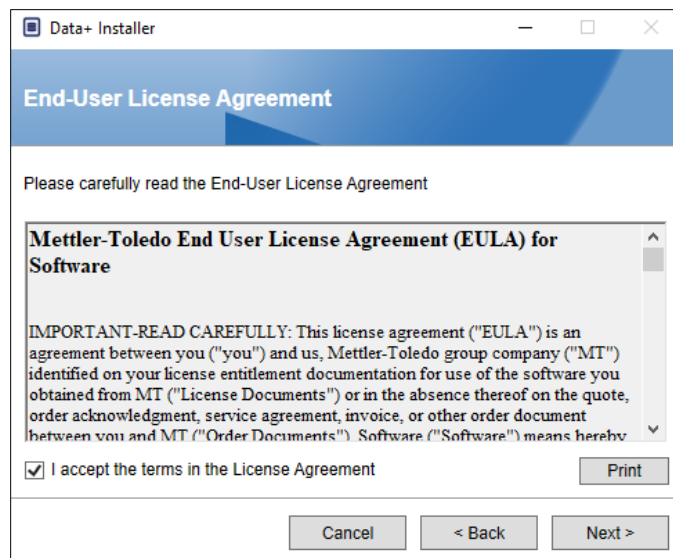 Data+ Installer
End-User License Agreement
Please carefully read the End-User License Agreement
Mettler-Toledo End User License Agreement (EULA) for
Software
IMPORTANT-READ CAREFULLY: This license agreement ("EULA") is an
agreement between you ("you") and us, Mettler-Toledo group company ("MT")
identified on your license entitlement documentation for use of the software you
obtained from MT ("License Documents") or in the absence thereof on the quote,
order acknowledgment, service agreement, invoice, or other order document
between you and MT ("Order Documents"). Software ("Software") means hereby
I accept the terms in the License Agreement
Print
Cancel
< Back
Next >